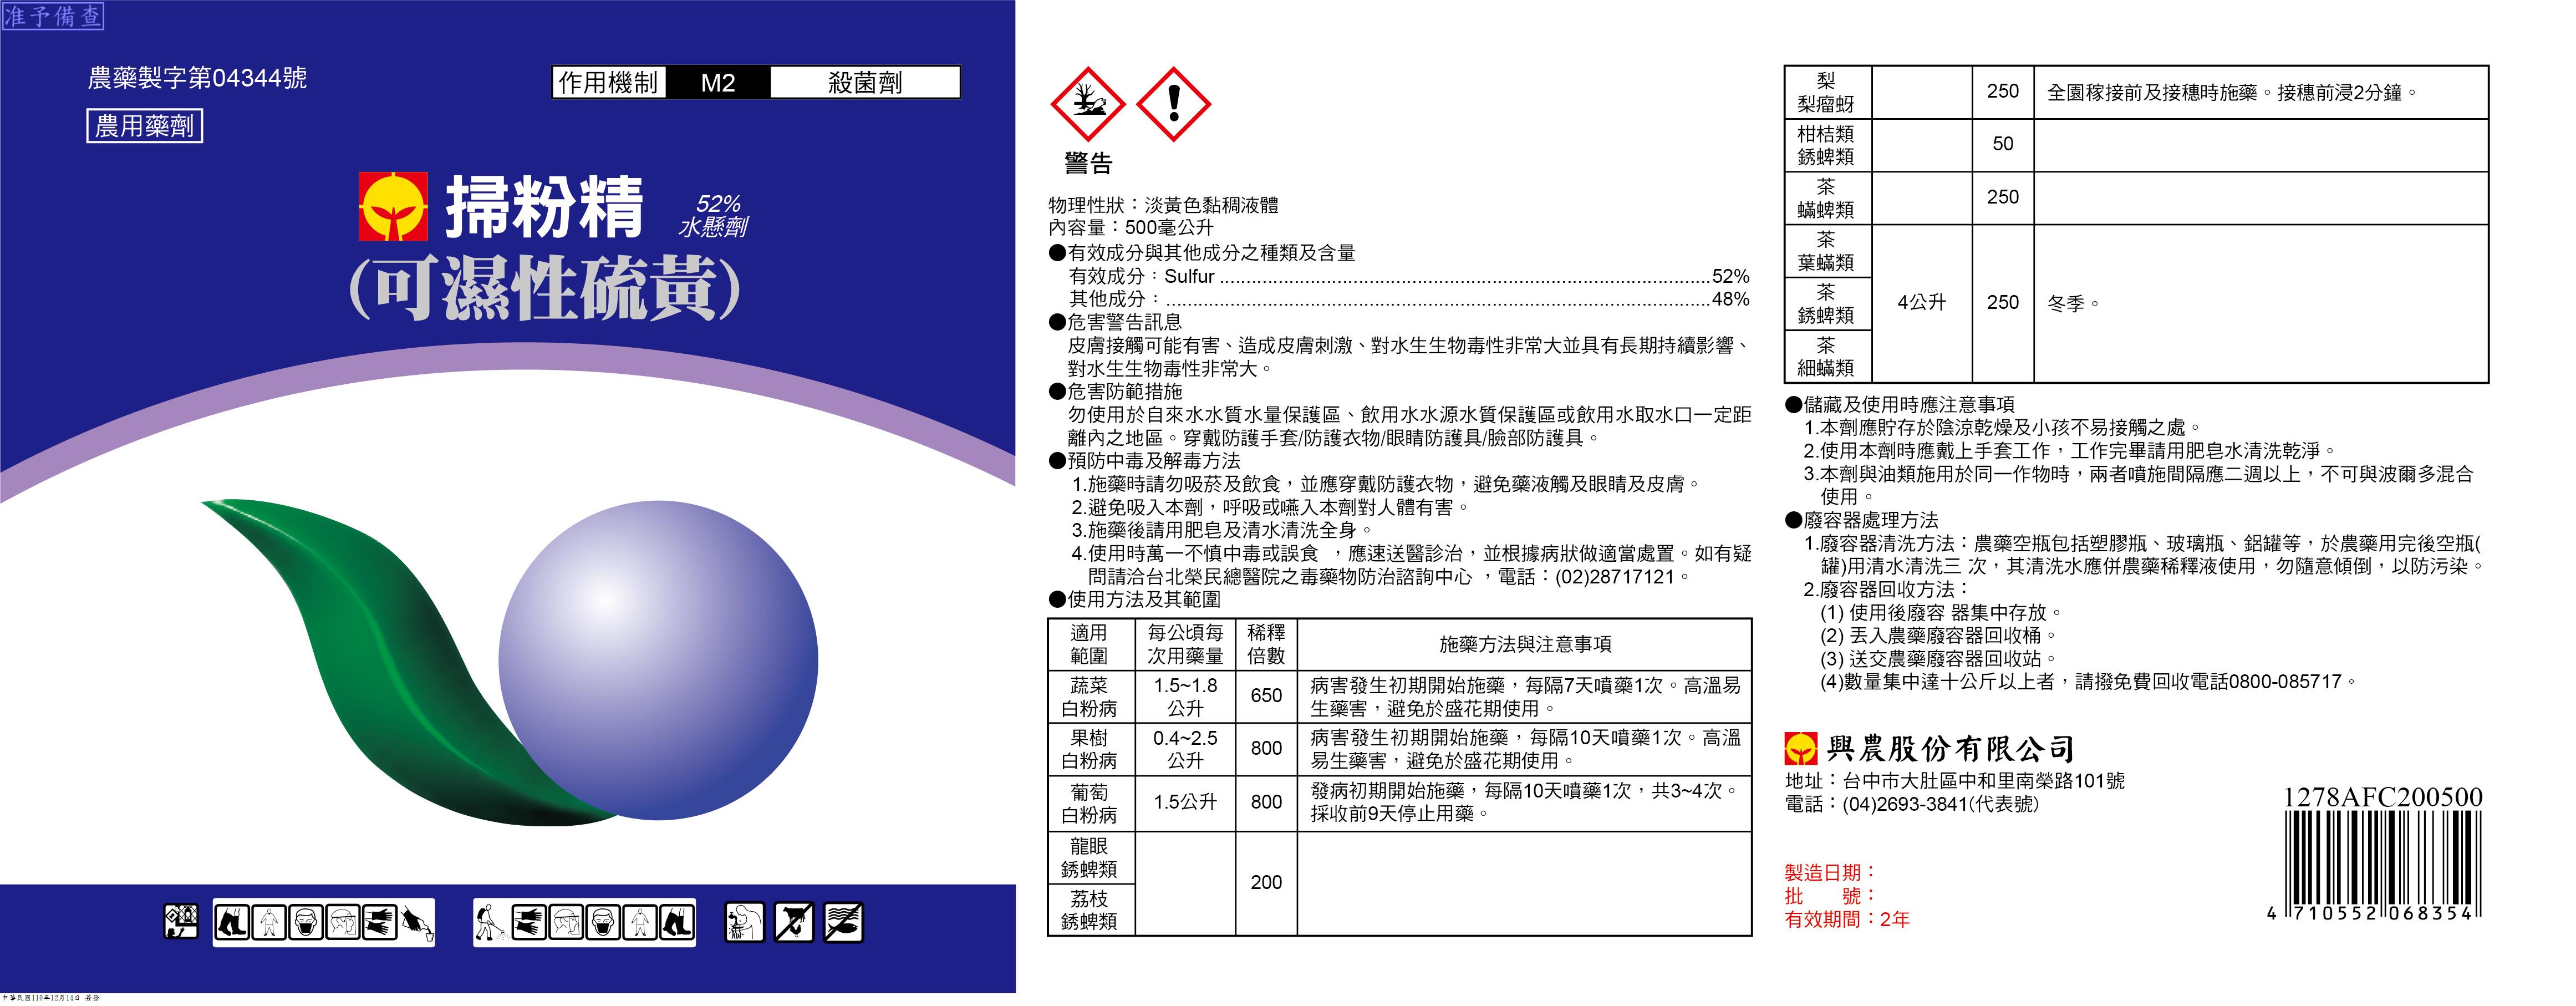 准予備查
農藥製字第04344號
作用機制 M2 殺菌劑
農用藥劑
掃粉精 52%
水懸劑
(可濕性硫黃)
中華民國110年12月14日 簽發
警告
物理性狀：淡黃色黏稠液體
內容量：500毫公升
●有效成分與其他成分之種類及含量
有效成分：Sulfur ........................................................52%
其他成分：........................................................48%
●危害警告訊息
皮膚接觸可能有害、造成皮膚刺激、對水生生物毒性非常大並具有長期持續影響、
對水生生物毒性非常大。
●危害防範措施
勿使用於自來水水質水量保護區、飲用水水源水質保護區或飲用水取水口一定距
離內之地區。穿戴防護手套/防護衣物/眼睛防護具/臉部防護具。
●預防中毒及解毒方法
1.施藥時請勿吸菸及飲食，並應穿戴防護衣物，避免藥液觸及眼睛及皮膚。
2.避免吸入本劑，呼吸或嚥入本劑對人體有害。
3.施藥後請用肥皂及清水清洗全身。
4.使用時萬一不慎中毒或誤食 ，應速送醫診治，並根據病狀做適當處置。如有疑
問請洽台北榮民總醫院之毒藥物防治諮詢中心 ，電話：(02)28717121。
●使用方法及其範圍
適用
範圍
每公頃每
次用藥量
稀釋
倍數
施藥方法與注意事項
蔬菜
白粉病
1.5~1.8
公升
650
病害發生初期開始施藥，每隔7天噴藥1次。高溫易
生藥害，避免於盛花期使用。
果樹
白粉病
0.4~2.5
公升
800
病害發生初期開始施藥，每隔10天噴藥1次。高溫
易生藥害，避免於盛花期使用。
葡萄
白粉病
1.5公升
800
發病初期開始施藥，每隔10天噴藥1次，共3~4次。
採收前9天停止用藥。
龍眼
銹蜱類
荔枝
銹蜱類
200
梨
梨瘤蚜
250
全園稼接前及接穗時施藥。接穗前浸2分鐘。
柑桔類
銹蜱類
50
茶
蟎蜱類
250
茶
葉蟎類
茶
銹蜱類
茶
細蟎類
4公升
250
冬季。
●儲藏及使用時應注意事項
1.本劑應貯存於陰涼乾燥及小孩不易接觸之處。
2.使用本劑時應戴上手套工作，工作完畢請用肥皂水清洗乾淨。
3.本劑與油類施用於同一作物時，兩者噴施間隔應二週以上，不可與波爾多混合
使用。
●廢容器處理方法
1.廢容器清洗方法：農藥空瓶包括塑膠瓶、玻璃瓶、鋁罐等，於農藥用完後空瓶(
罐)用清水清洗三 次，其清洗水應併農藥稀釋液使用，勿隨意傾倒，以防污染。
2.廢容器回收方法：
(1) 使用後廢容 器集中存放。
(2) 丟入農藥廢容器回收桶。
(3) 送交農藥廢容器回收站。
(4)數量集中達十公斤以上者，請撥免費回收電話0800-085717。
興農股份有限公司
地址：台中市大肚區中和里南榮路101號
電話：(04)2693-3841(代表號)
1278AFC200500
4 710552 068354
製造日期：
批 號：
有效期間：2年